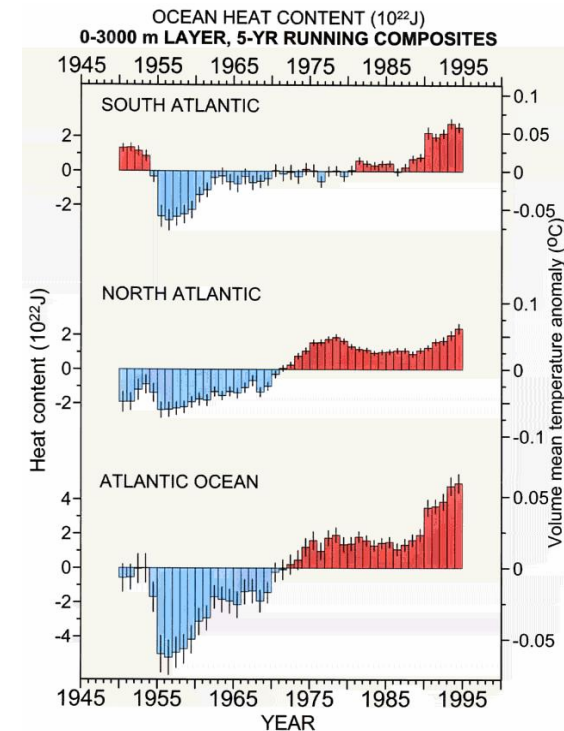 OCEAN HEAT CONTENT (10²²J)
0-3000 m LAYER, 5-YR RUNNING COMPOSITES
1945 1955 1965 1975 1985 1995
SOUTH ATLANTIC
2
0
-2
0.1
0.05
0
-0.05
NORTH ATLANTIC
2
0
-2
0.1
0
-0.1
ATLANTIC OCEAN
4
2
0
-2
-4
0.05
0
-0.05
Heat content (10²²J)
Volume mean temperature anomaly (ºC)
1945 1955 1965 1975 1985 1995
YEAR